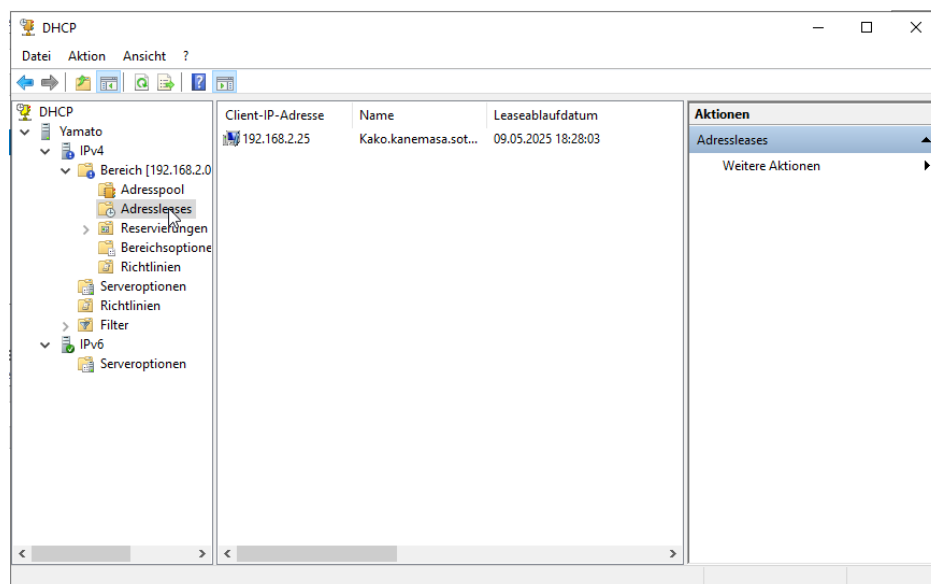 DHCP
Datei Aktion Ansicht ?
DHCP
Yamato
IPv4
Bereich [192.168.2.0
Adresspool
Adressleases
Reservierungen
Bereichsoptione
Richtlinien
Serveroptionen
Richtlinien
Filter
IPv6
Serveroptionen
Client-IP-Adresse Name Leaseablaufdatum
192.168.2.25 Kako.kanemasa.sot... 09.05.2025 18:28:03
Aktionen
Adressleases
Weitere Aktionen